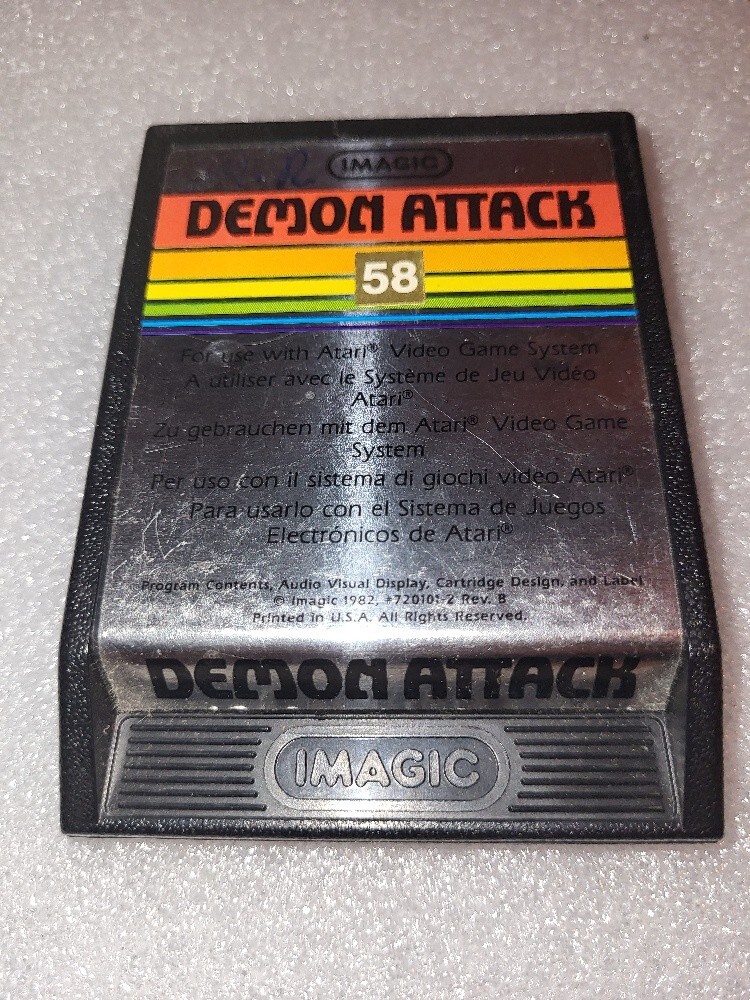 IMAGIC
DEMON ATTACK
58
For use with Atari® Video Game System
A utiliser avec le Système de Jeu Vidéo
Atari®
Zu gebrauchen mit dem Atari® Video Game
System
Per uso con il sistema di giochi video Atari®
Para usarlo con el Sistema de Juegos
Electrónicos de Atari®
Program Contents, Audio Visual Display, Cartridge Design, and Label
© Imagic 1982, #720101-2 Rev. B
Printed in U.S.A. All Rights Reserved.
DEMON ATTACK
IMAGIC